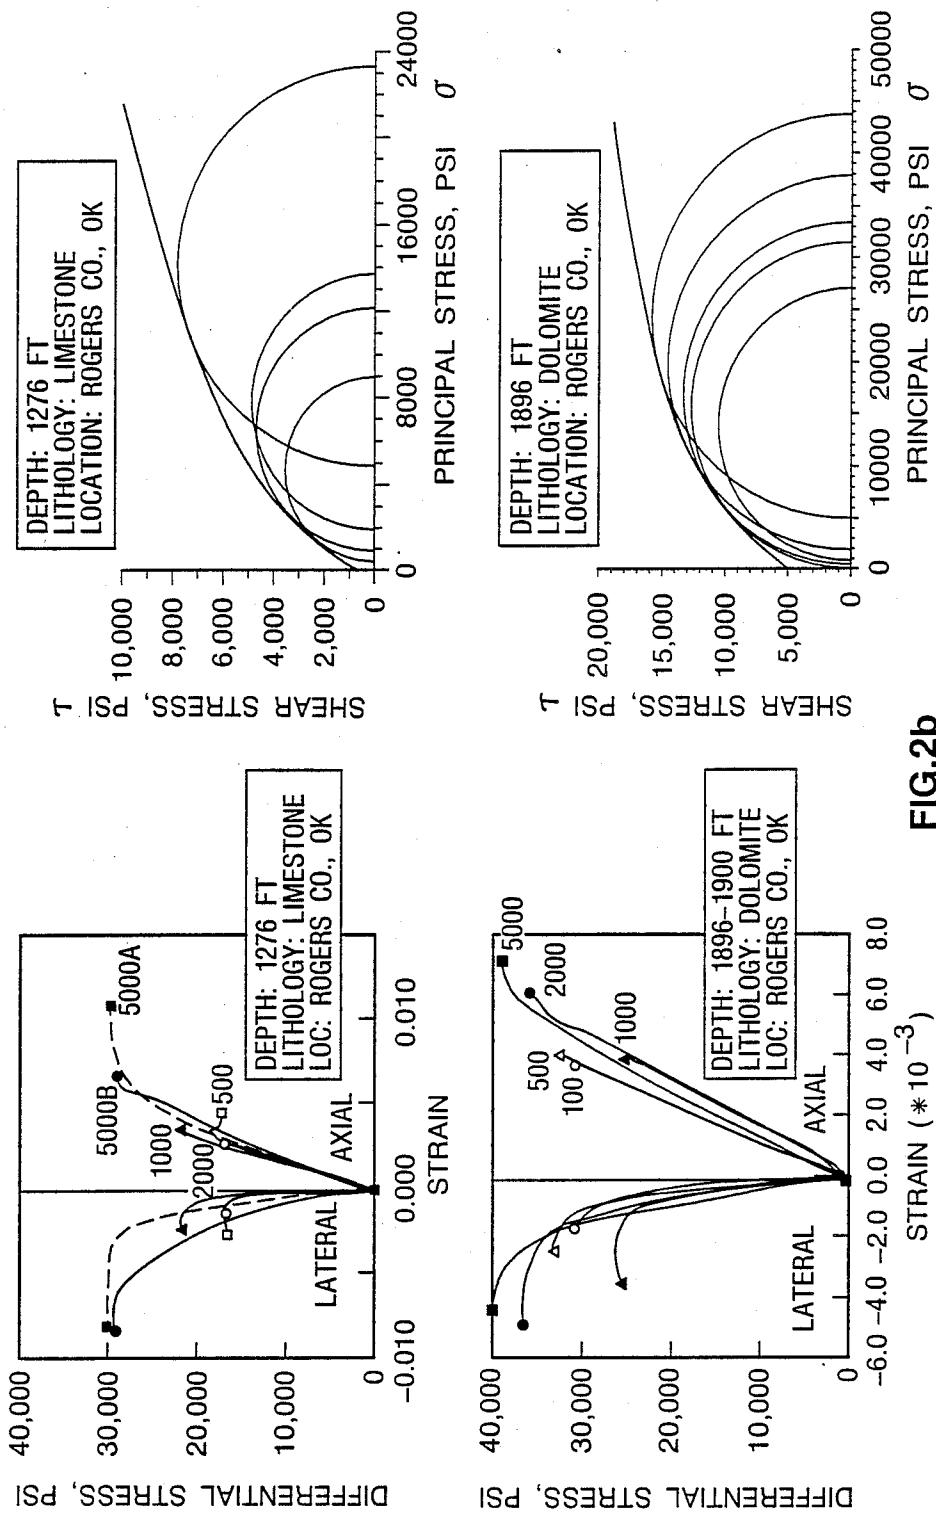 40,000
30,000
20,000
10,000
0
DIFFERENTIAL STRESS, PSI
5000B
5000A
1000
2000
500
LATERAL
AXIAL
-0.010
0.000
0.010
STRAIN
DEPTH: 1276 FT
LITHOLOGY: LIMESTONE
LOC: ROGERS CO., OK
10,000
8,000
6,000
4,000
2,000
0
SHEAR STRESS, PSI τ
DEPTH: 1276 FT
LITHOLOGY: LIMESTONE
LOCATION: ROGERS CO., OK
0
8000
16000
24000
PRINCIPAL STRESS, PSI σ
40,000
30,000
20,000
10,000
0
DIFFERENTIAL STRESS, PSI
5000
2000
500
100
1000
LATERAL
AXIAL
-6.0
-4.0
-2.0
0.0
2.0
4.0
6.0
8.0
STRAIN (*10⁻³)
DEPTH: 1896-1900 FT
LITHOLOGY: DOLOMITE
LOC: ROGERS CO., OK
20,000
15,000
10,000
5,000
0
SHEAR STRESS, PSI τ
DEPTH: 1896 FT
LITHOLOGY: DOLOMITE
LOCATION: ROGERS CO., OK
0
10000
20000
30000
40000
50000
PRINCIPAL STRESS, PSI σ
FIG.2b